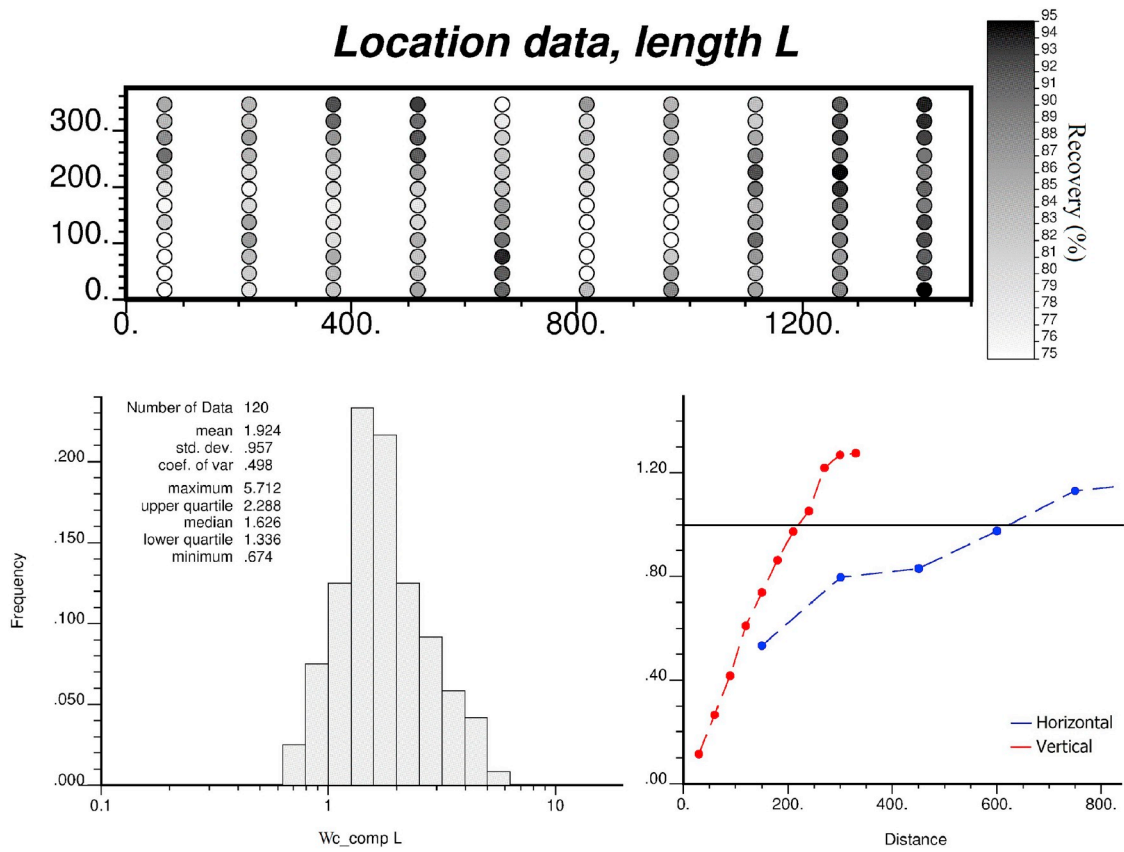 Location data, length L
300.
200.
100.
0.
0.
400.
800.
1200.
95
94
93
92
91
90
89
88
87
86
85
84
83
82
81
80
79
78
77
76
75
Recovery (%)
Number of Data 120
mean 1.924
std. dev. .957
coef. of var .498
maximum 5.712
upper quartile 2.288
median 1.626
lower quartile 1.336
minimum .674
Frequency
.200
.150
.100
.050
.000
0.1
1
10
Wc_comp L
1.20
.80
.40
.00
0.
200.
400.
600.
800.
Distance
Horizontal
Vertical